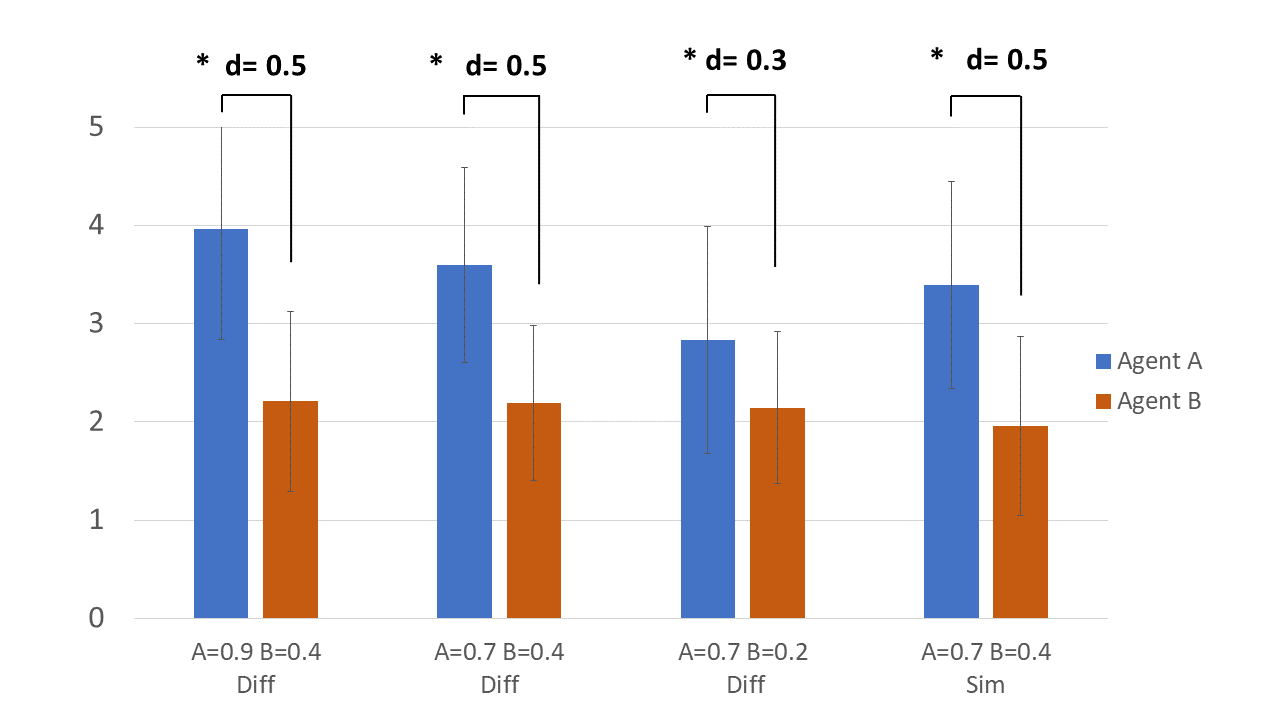 * d= 0.5
* d= 0.5
* d= 0.3
* d= 0.5
5
4
3
2
1
0
Agent A
Agent B
A=0.9 B=0.4
Diff
A=0.7 B=0.4
Diff
A=0.7 B=0.2
Diff
A=0.7 B=0.4
Sim